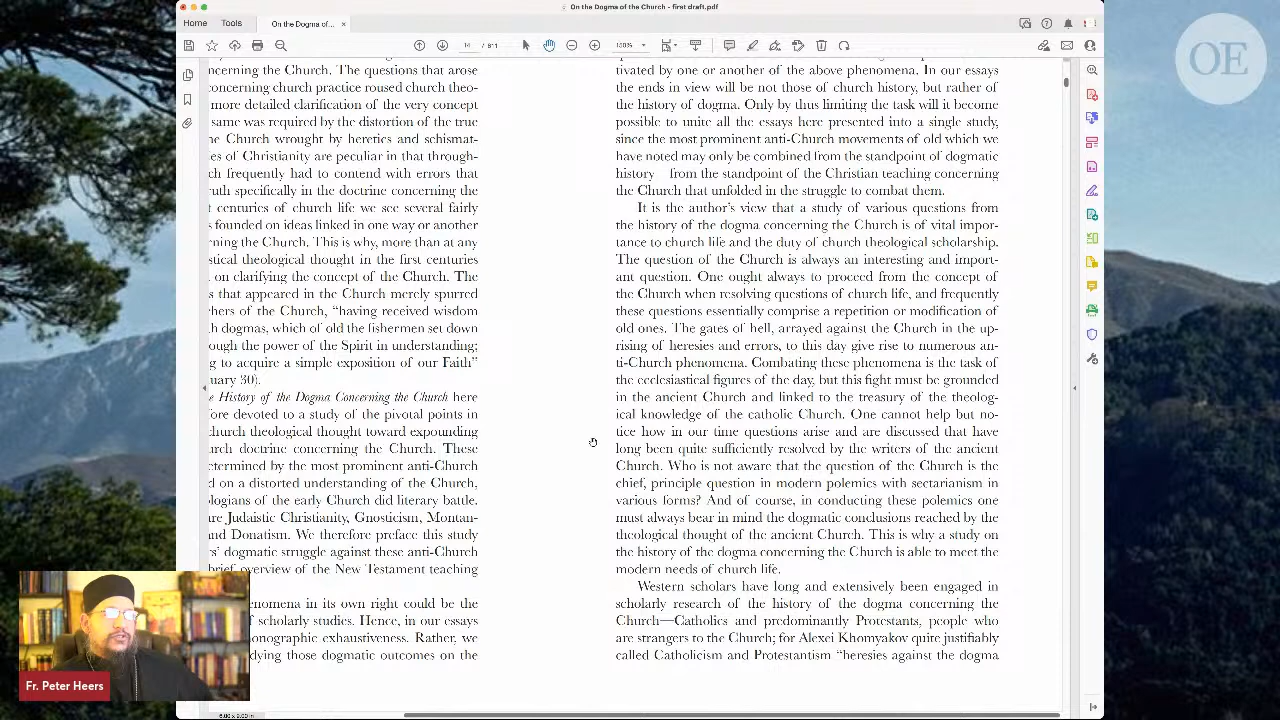 On the Dogma of the Church - first draft.pdf
Home
Tools
On the Dogma of...
14 / 611
150%
ncerning the Church. The questions that arose
concerning church practice roused church theo-
more detailed clarification of the very concept
same was required by the distortion of the true
he Church wrought by heretics and schismat-
es of Christianity are peculiar in that through-
ch frequently had to contend with errors that
ruth specifically in the doctrine concerning the
t centuries of church life we see several fairly
s founded on ideas linked in one way or another
rning the Church. This is why, more than at any
stical theological thought in the first centuries
on clarifying the concept of the Church. The
s that appeared in the Church merely spurred
hers of the Church, “having received wisdom
h dogmas, which of old the fishermen set down
ough the power of the Spirit in understanding;
ng to acquire a simple exposition of our Faith”
uary 30).
e History of the Dogma Concerning the Church here
fore devoted to a study of the pivotal points in
church theological thought toward expounding
urch doctrine concerning the Church. These
etermined by the most prominent anti-Church
d on a distorted understanding of the Church,
ologians of the early Church did literary battle.
re Judaistic Christianity, Gnosticism, Montan-
nd Donatism. We therefore preface this study
rs’ dogmatic struggle against these anti-Church
brief overview of the New Testament teaching
enomena in its own right could be the
f scholarly studies. Hence, in our essays
onographic exhaustiveness. Rather, we
dying those dogmatic outcomes on the
tivated by one or another of the above phenomena. In our essays
the ends in view will be not those of church history, but rather of
the history of dogma. Only by thus limiting the task will it become
possible to unite all the essays here presented into a single study,
since the most prominent anti-Church movements of old which we
have noted may only be combined from the standpoint of dogmatic
history—from the standpoint of the Christian teaching concerning
the Church that unfolded in the struggle to combat them.
It is the author’s view that a study of various questions from
the history of the dogma concerning the Church is of vital impor-
tance to church life and the duty of church theological scholarship.
The question of the Church is always an interesting and import-
ant question. One ought always to proceed from the concept of
the Church when resolving questions of church life, and frequently
these questions essentially comprise repetition or modification of
old ones. The gates of hell, arrayed against the Church in the up-
rising of heresies and errors, to this day give rise to numerous an-
ti-Church phenomena. Combating these phenomena is the task of
the ecclesiastical figures of the day, but this fight must be grounded
in the ancient Church and linked to the treasury of the theolog-
ical knowledge of the catholic Church. One cannot help but no-
tice how in our time questions arise and are discussed that have
long been quite sufficiently resolved by the writers of the ancient
Church. Who is not aware that the question of the Church is the
chief, principle question in modern polemics with sectarianism in
various forms? And of course, in conducting these polemics one
must always bear in mind the dogmatic conclusions reached by the
theological thought of the ancient Church. This is why a study on
the history of the dogma concerning the Church is able to meet the
modern needs of church life.
Western scholars have long and extensively been engaged in
scholarly research of the history of the dogma concerning the
Church—Catholics and predominantly Protestants, people who
are strangers to the Church; for Alexei Khomyakov quite justifiably
called Catholicism and Protestantism “heresies against the dogma
6.00 x 9.00 in
Fr. Peter Heers
OE